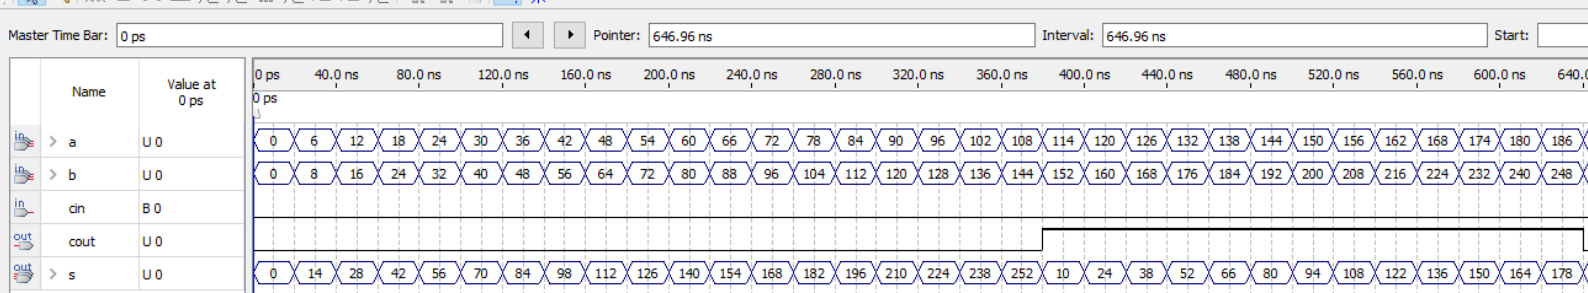 Master Time Bar: 0 ps Pointer: 646.96 ns Interval: 646.96 ns Start:
Name Value at 0 ps 0 ps 40.0 ns 80.0 ns 120.0 ns 160.0 ns 200.0 ns 240.0 ns 280.0 ns 320.0 ns 360.0 ns 400.0 ns 440.0 ns 480.0 ns 520.0 ns 560.0 ns 600.0 ns 640.0
0 ps
in a U 0 0 6 12 18 24 30 36 42 48 54 60 66 72 78 84 90 96 102 108 114 120 126 132 138 144 150 156 162 168 174 180 186
in b U 0 0 8 16 24 32 40 48 56 64 72 80 88 96 104 112 120 128 136 144 152 160 168 176 184 192 200 208 216 224 232 240 248
in cin B 0
out cout U 0
out s U 0 0 14 28 42 56 70 84 98 112 126 140 154 168 182 196 210 224 238 252 10 24 38 52 66 80 94 108 122 136 150 164 178